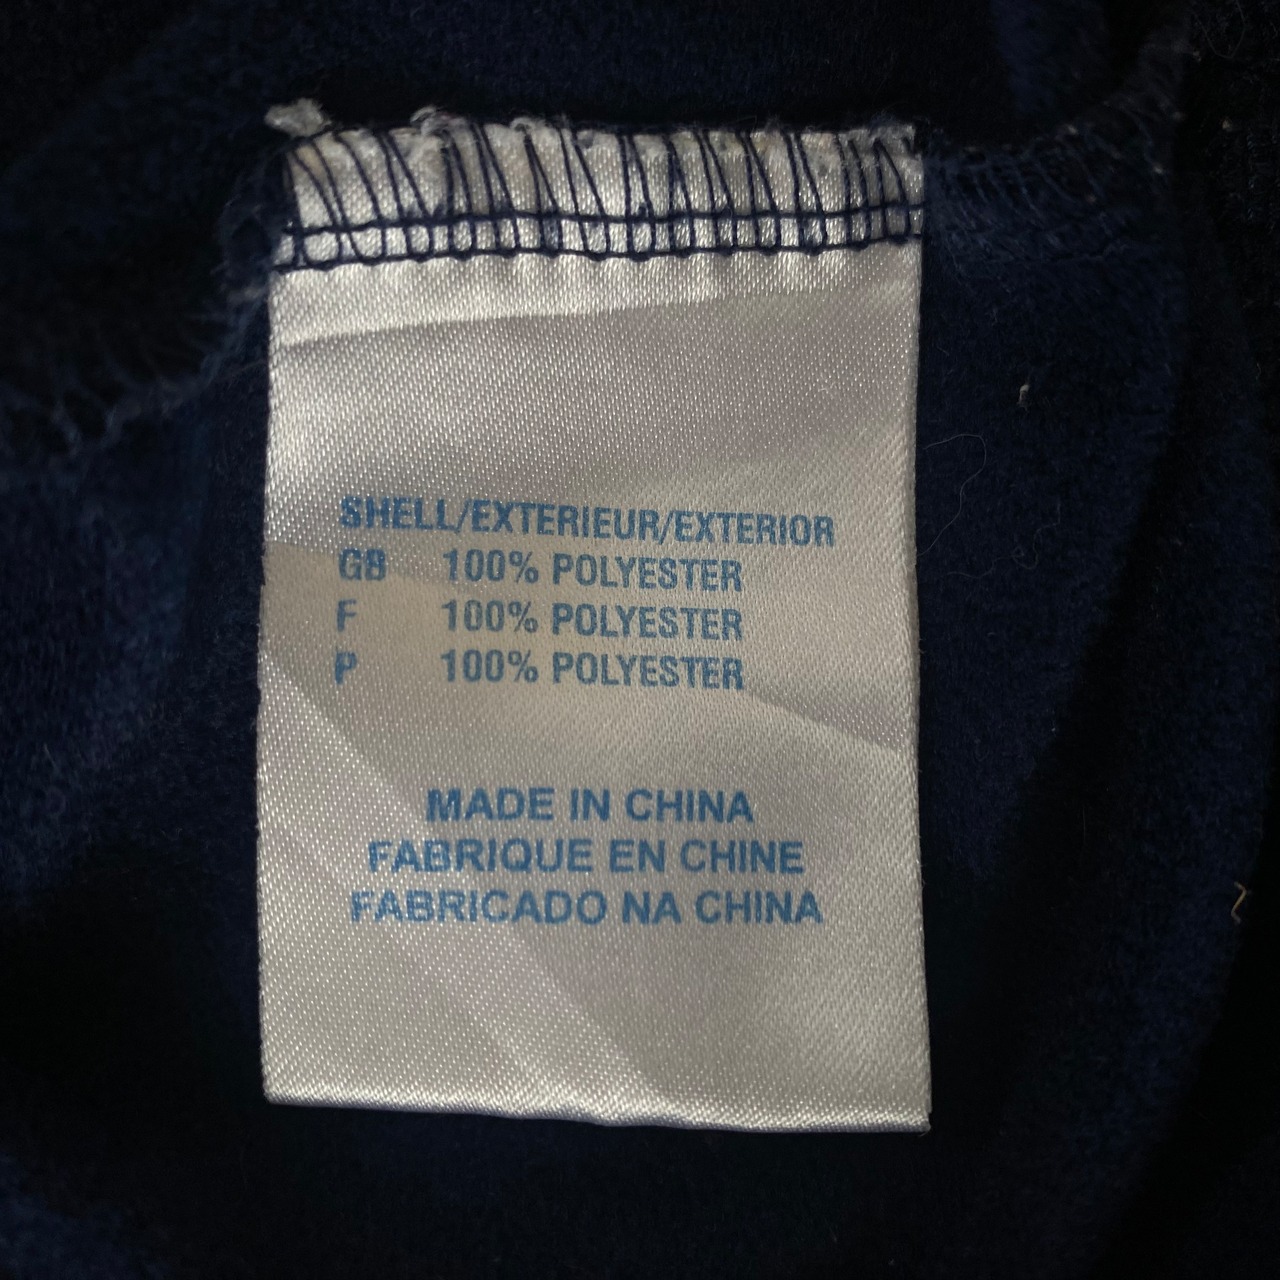 SHELL/EXTERIEUR/EXTERIOR
GB 100% POLYESTER
F 100% POLYESTER
P 100% POLYESTER
MADE IN CHINA
FABRIQUE EN CHINE
FABRICADO NA CHINA